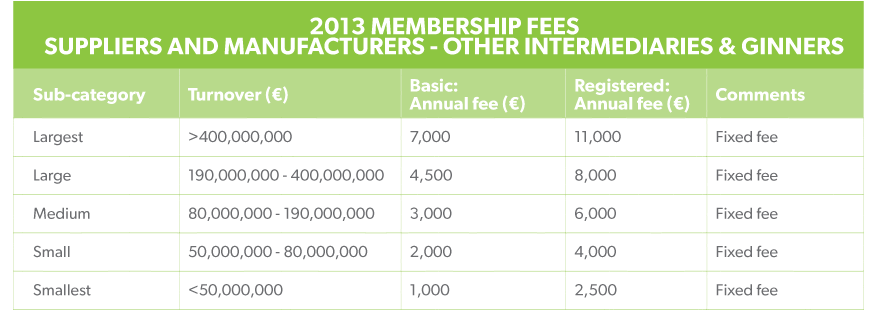 2013 MEMBERSHIP FEES
SUPPLIERS AND MANUFACTURERS - OTHER INTERMEDIARIES & GINNERS
Sub-category Turnover (€) Basic: Annual fee (€) Registered: Annual fee (€) Comments
Largest >400,000,000 7,000 11,000 Fixed fee
Large 190,000,000 - 400,000,000 4,500 8,000 Fixed fee
Medium 80,000,000 - 190,000,000 3,000 6,000 Fixed fee
Small 50,000,000 - 80,000,000 2,000 4,000 Fixed fee
Smallest <50,000,000 1,000 2,500 Fixed fee